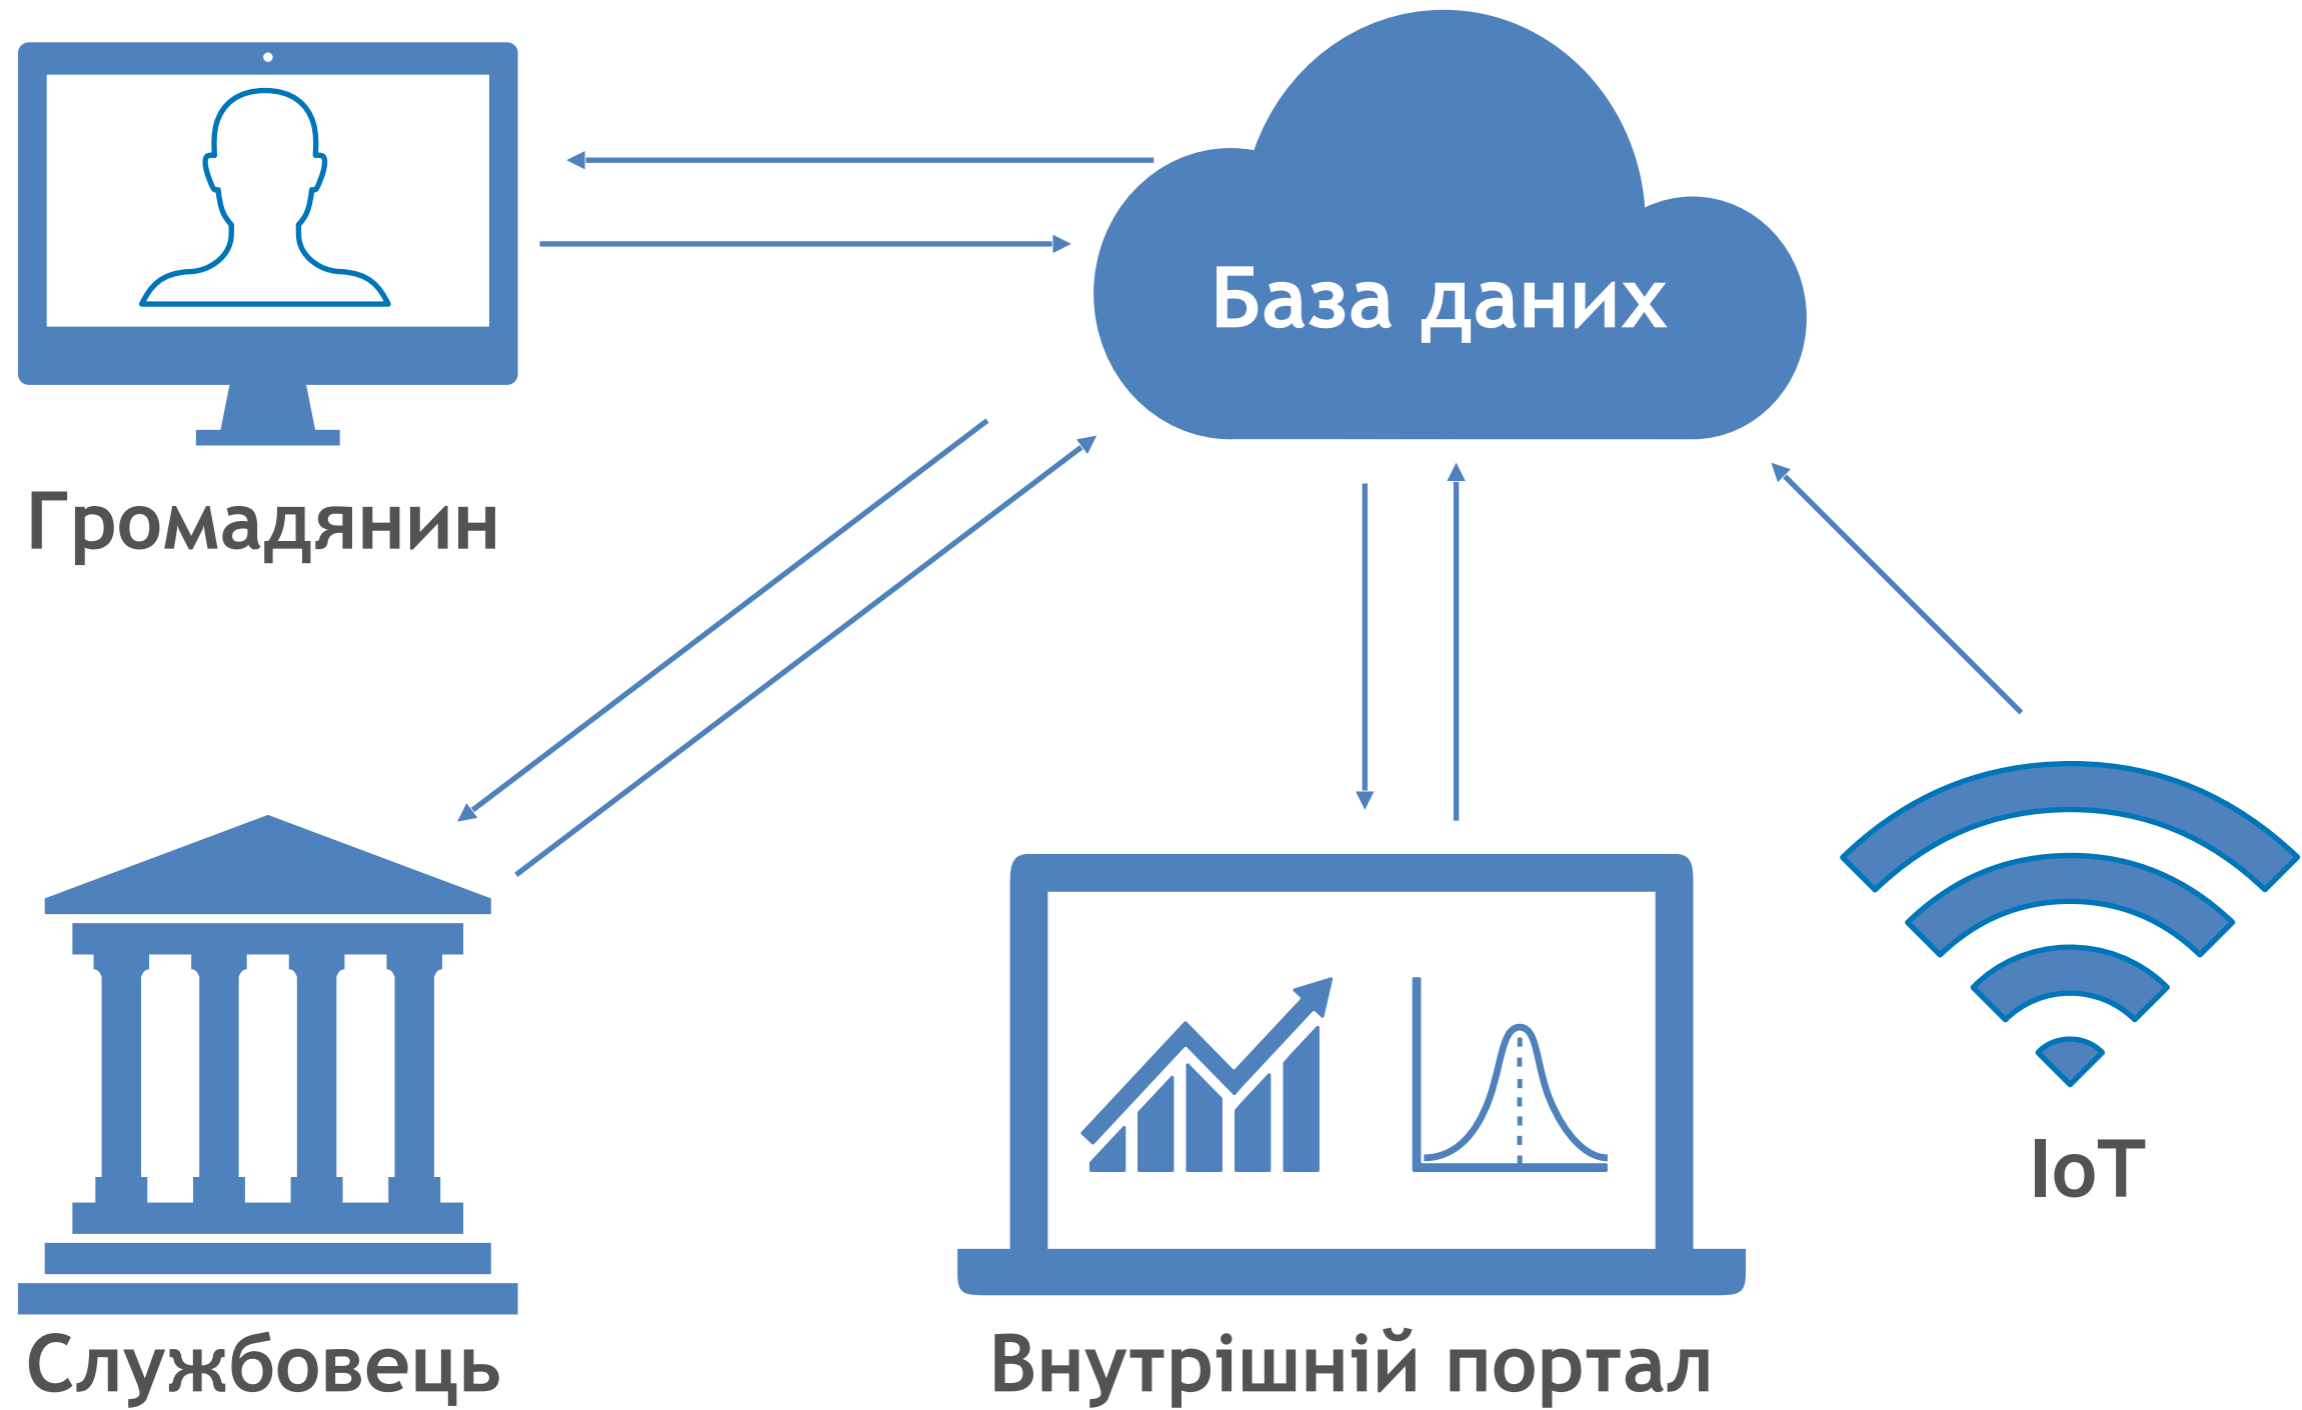 База даних
Громадянин
IoT
Службовець
Внутрішній портал